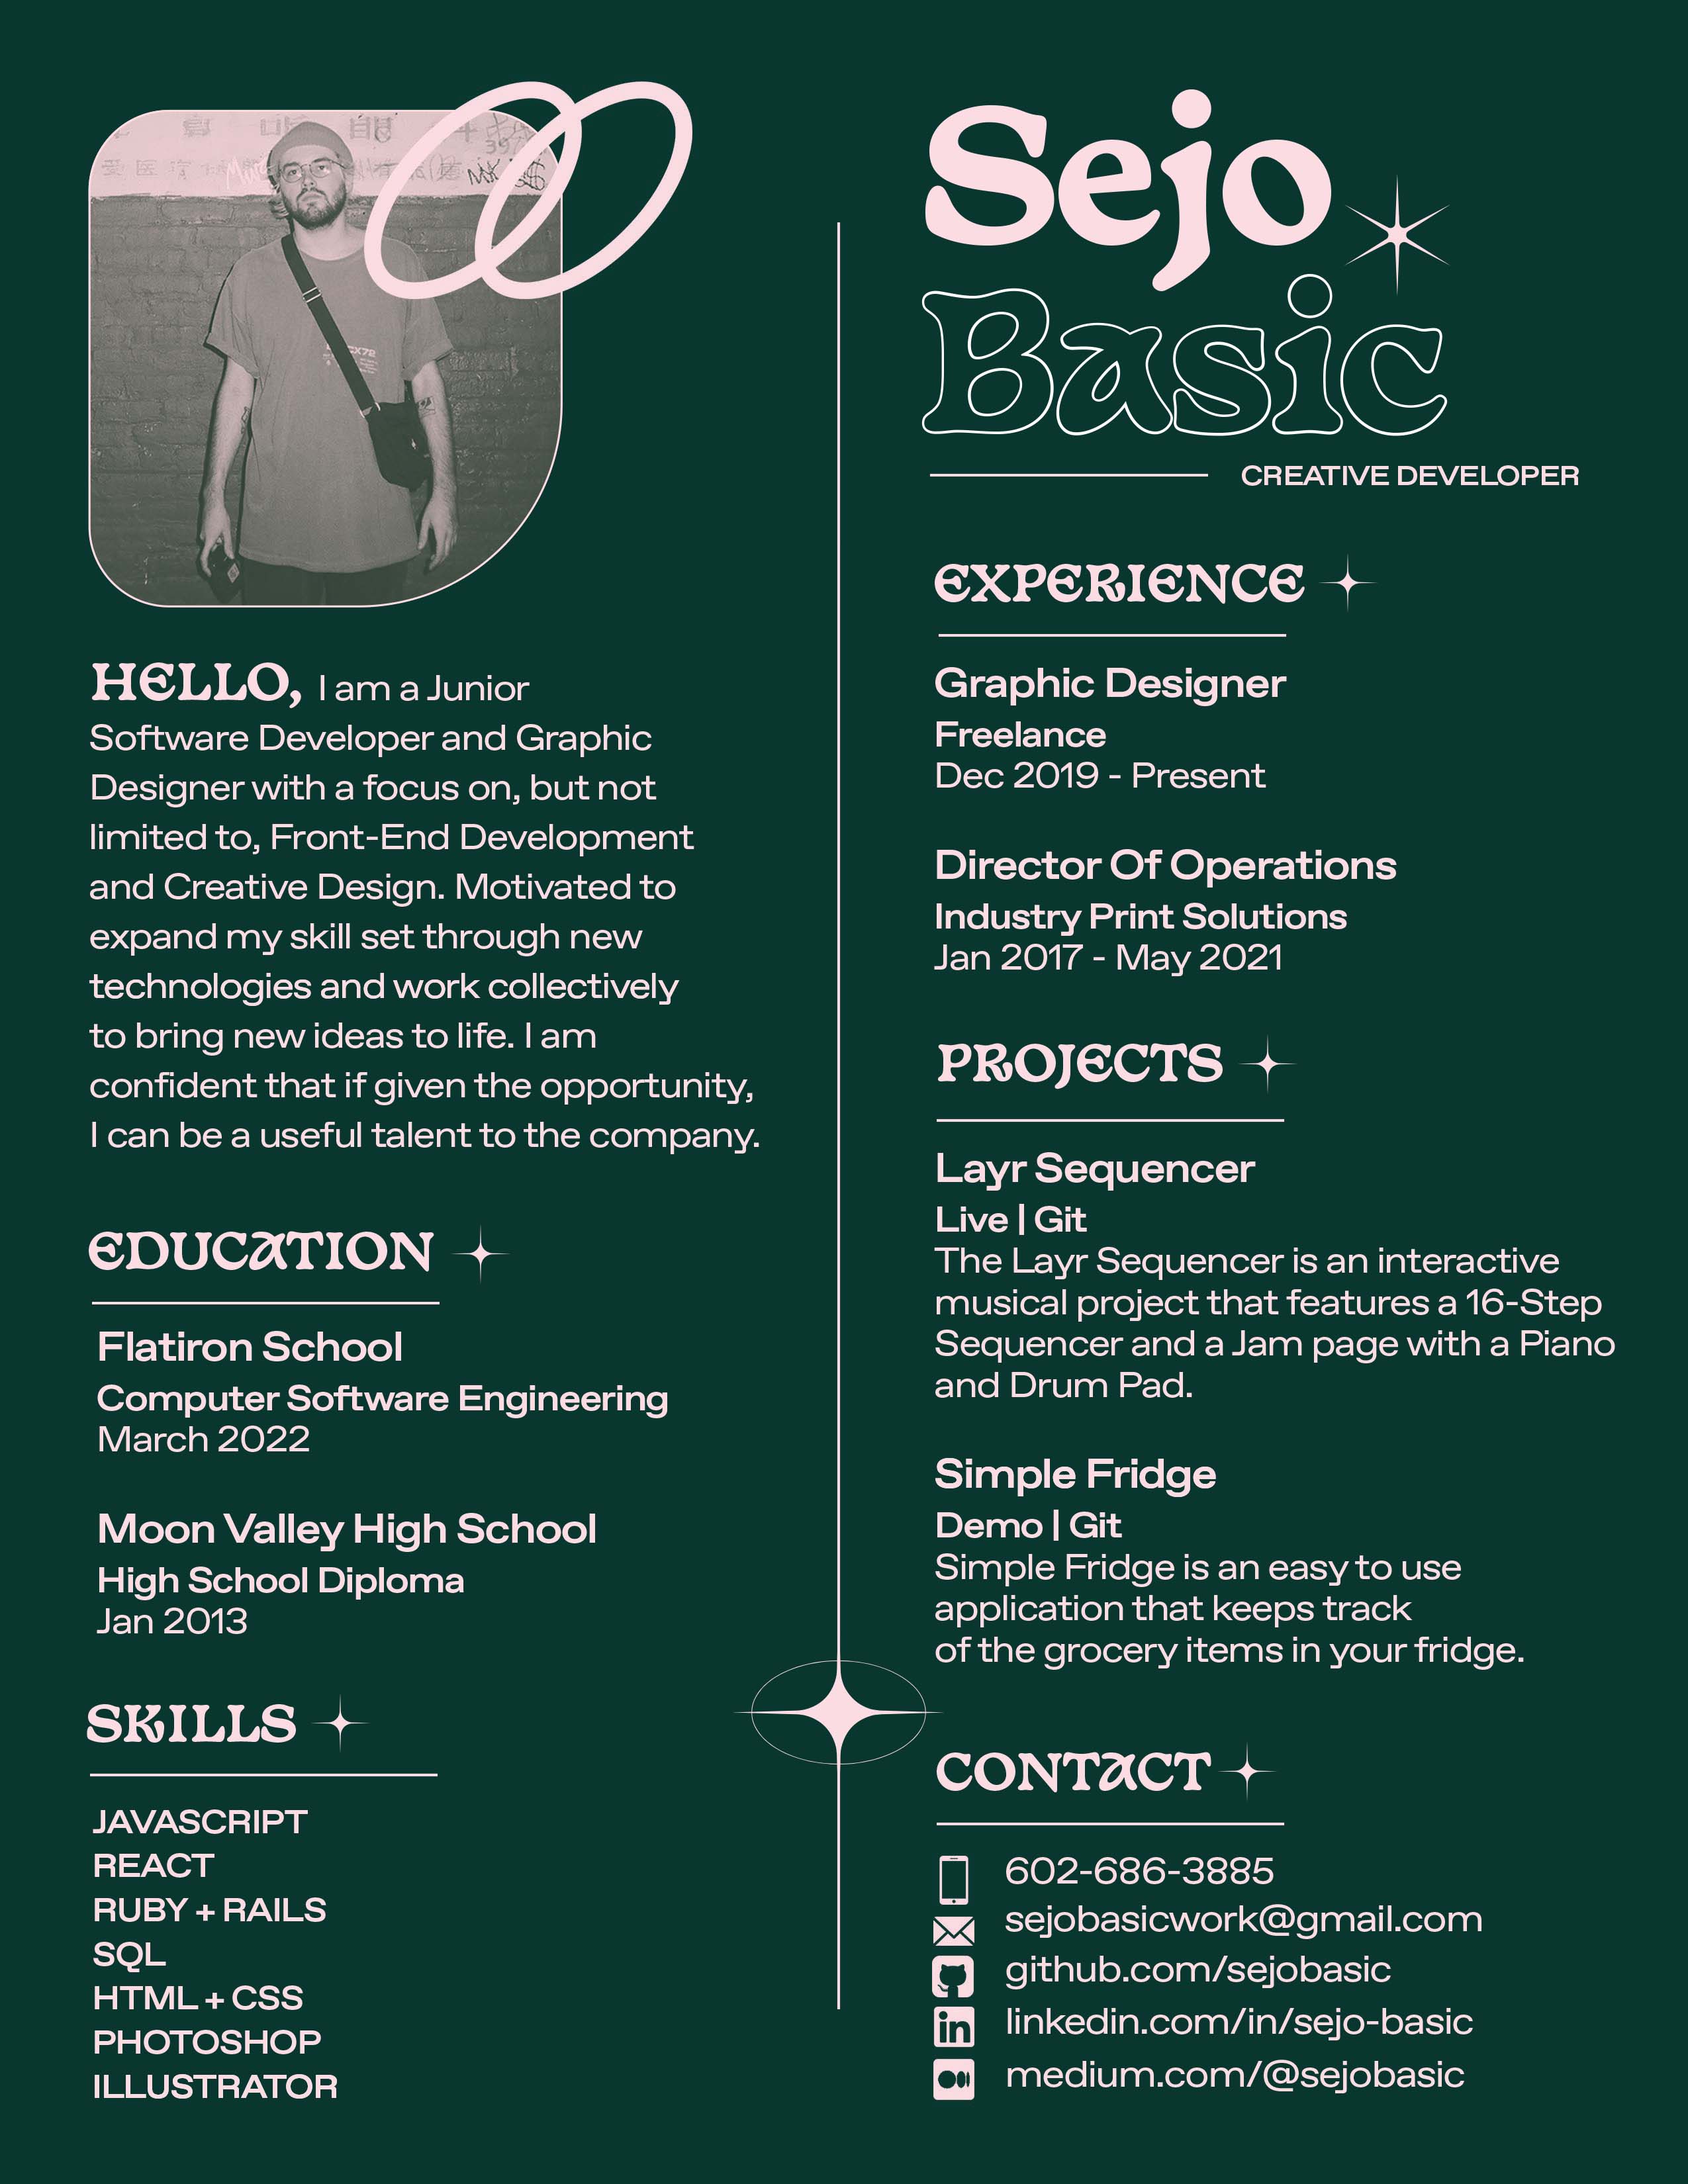 Sejo
Basic
CREATIVE DEVELOPER
HELLO, I am a Junior
Software Developer and Graphic
Designer with a focus on, but not
limited to, Front-End Development
and Creative Design. Motivated to
expand my skill set through new
technologies and work collectively
to bring new ideas to life. I am
confident that if given the opportunity,
I can be a useful talent to the company.
EDUCATION
Flatiron School
Computer Software Engineering
March 2022
Moon Valley High School
High School Diploma
Jan 2013
SKILLS
JAVASCRIPT
REACT
RUBY + RAILS
SQL
HTML + CSS
PHOTOSHOP
ILLUSTRATOR
EXPERIENCE
Graphic Designer
Freelance
Dec 2019 - Present
Director Of Operations
Industry Print Solutions
Jan 2017 - May 2021
PROJECTS
Layr Sequencer
Live | Git
The Layr Sequencer is an interactive
musical project that features a 16-Step
Sequencer and a Jam page with a Piano
and Drum Pad.
Simple Fridge
Demo | Git
Simple Fridge is an easy to use
application that keeps track
of the grocery items in your fridge.
CONTACT
602-686-3885
sejobasicwork@gmail.com
github.com/sejobasic
in linkedin.com/in/sejo-basic
medium.com/@sejobasic